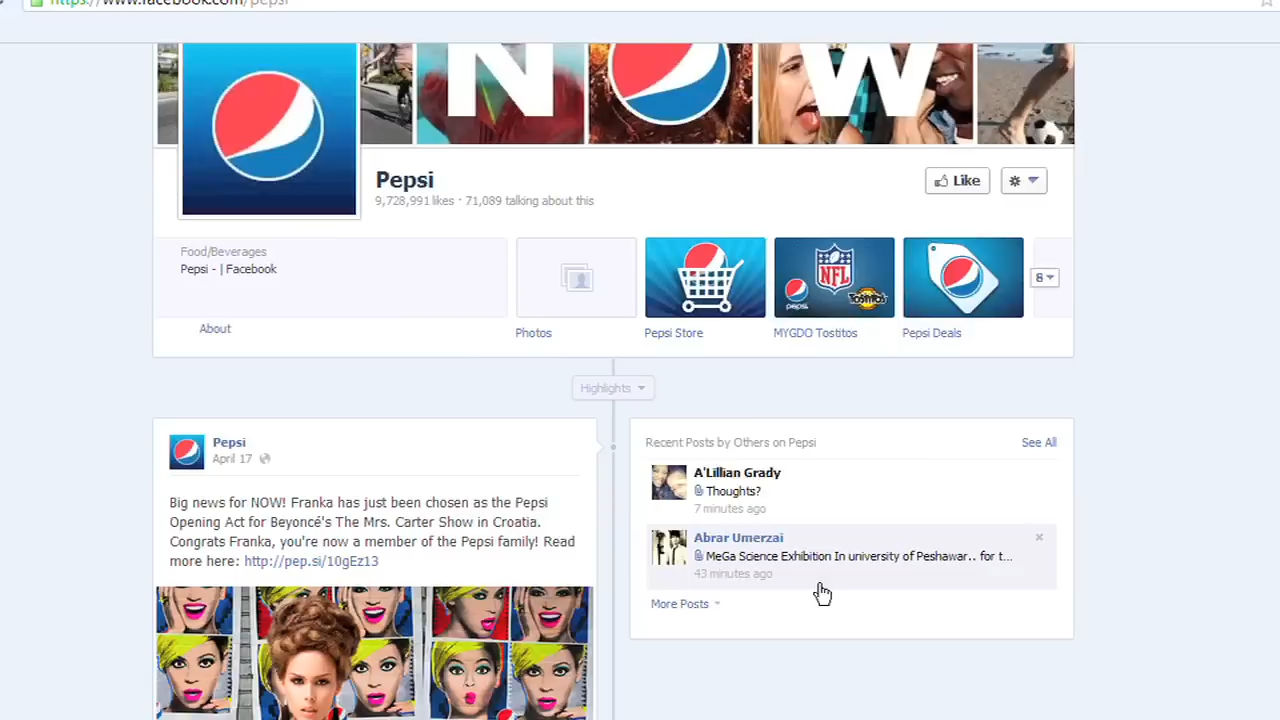 https://www.facebook.com/pepsi
NOW
Pepsi
9,728,991 likes · 71,089 talking about this
Like
Food/Beverages
Pepsi - | Facebook
About
Photos
Pepsi Store
NFL
pepsi
Tostitos
MYGDO Tostitos
Pepsi Deals
8
Highlights
Pepsi
April 17
Big news for NOW! Franka has just been chosen as the Pepsi
Opening Act for Beyoncé's The Mrs. Carter Show in Croatia.
Congrats Franka, you're now a member of the Pepsi family! Read
more here: http://pep.si/10gEz13
Recent Posts by Others on Pepsi
See All
A'Lillian Grady
Thoughts?
7 minutes ago
Abrar Umerzai
MeGa Science Exhibition In university of Peshawar.. for t...
43 minutes ago
More Posts